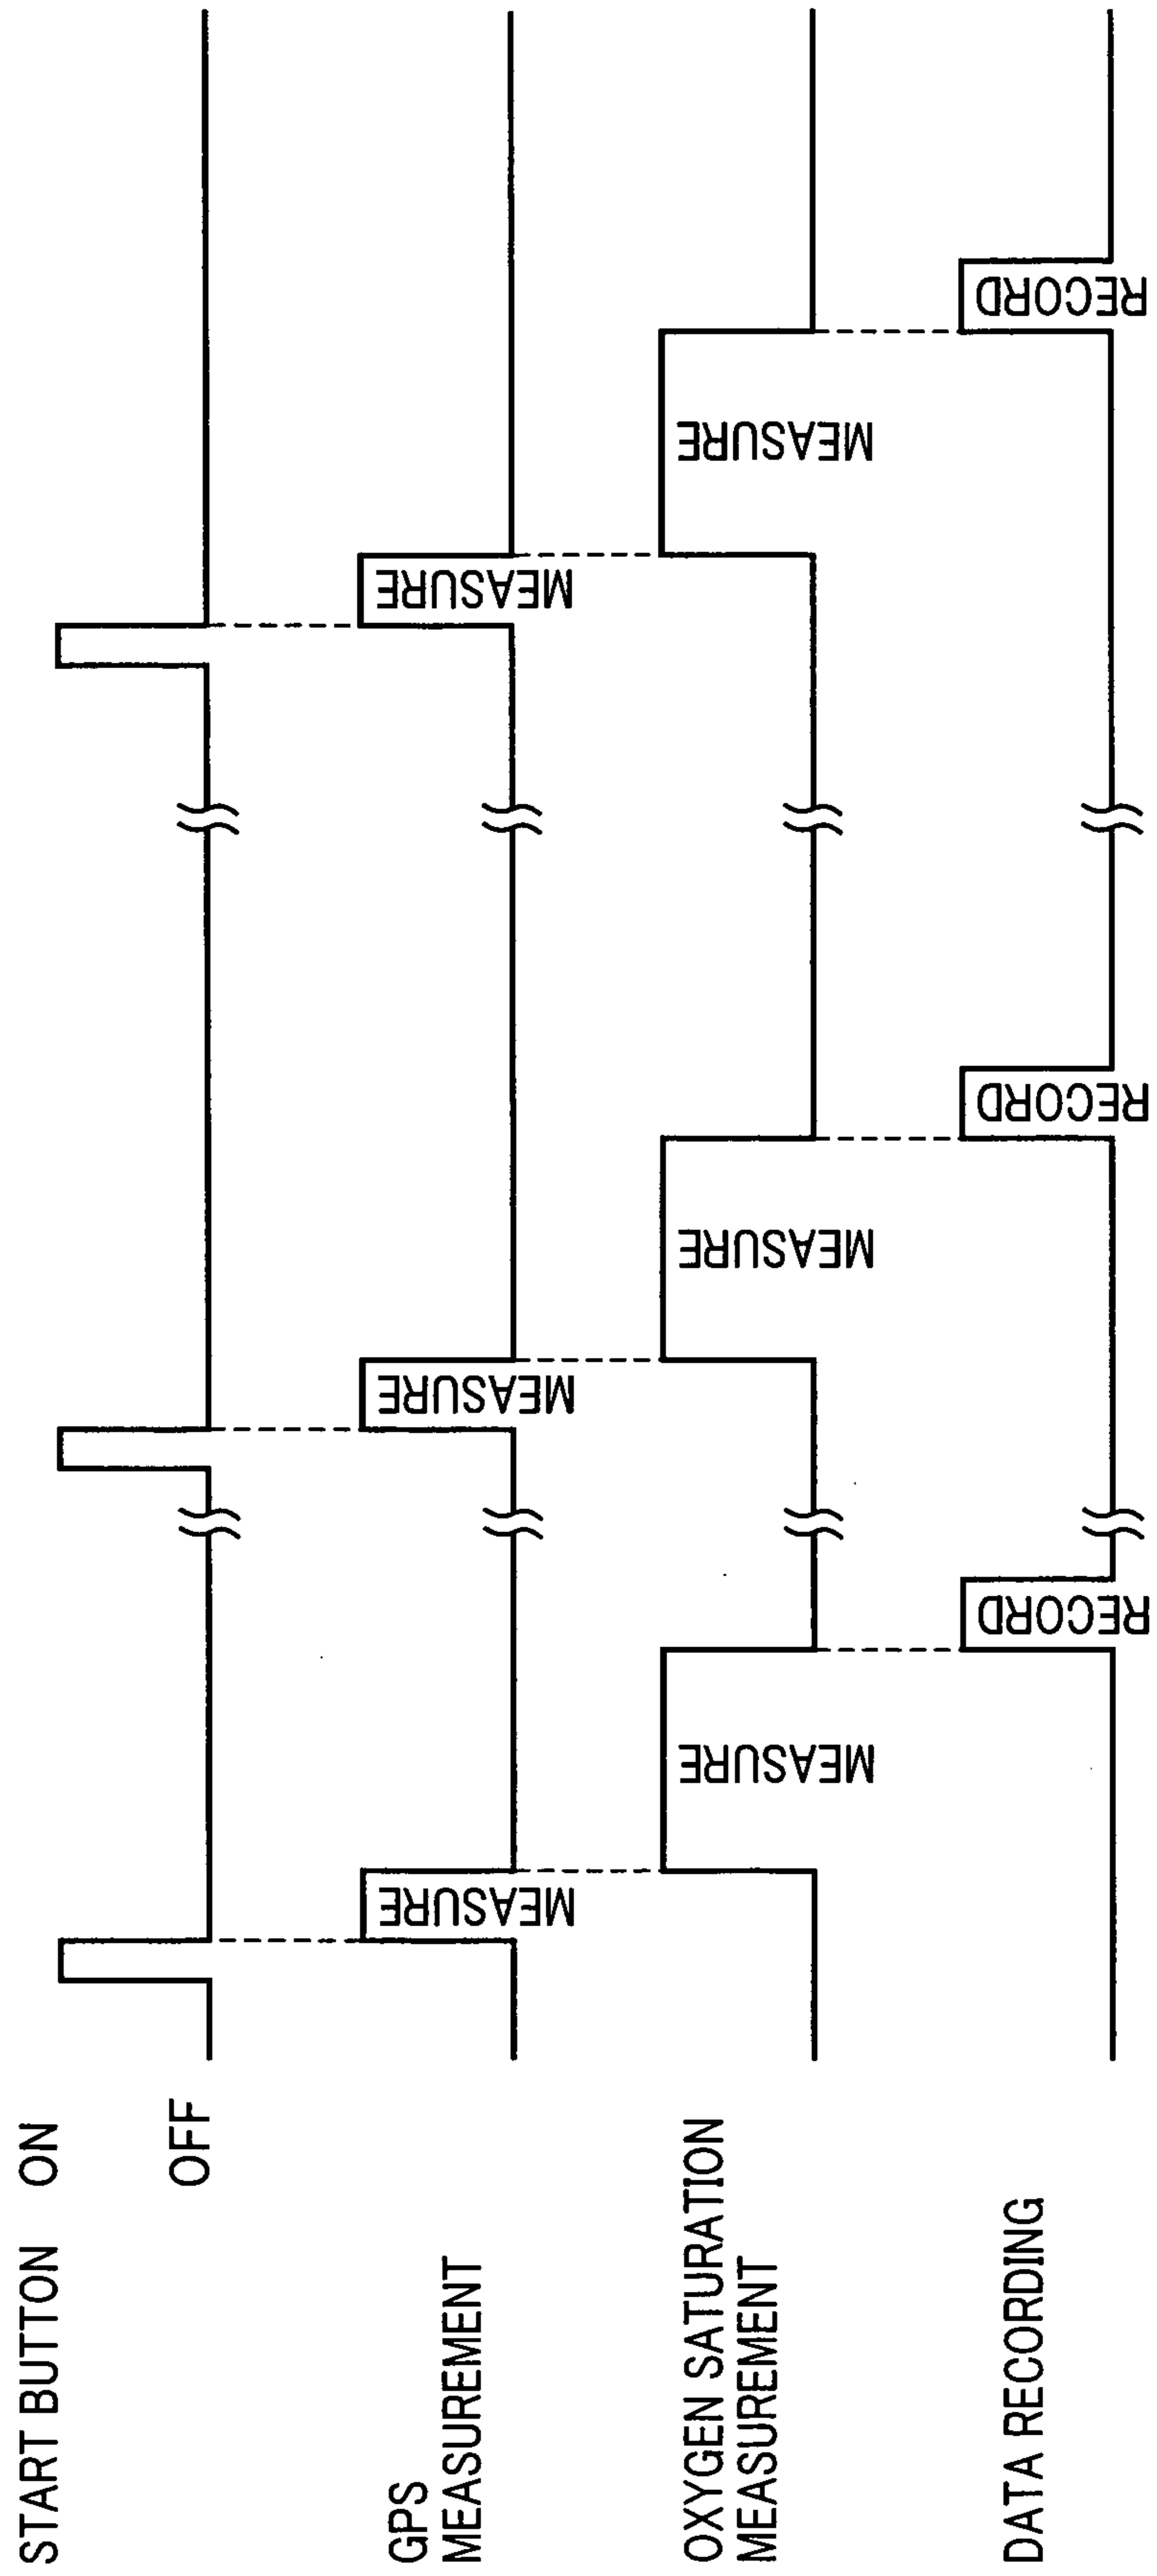 START BUTTON ON
OFF
MEASURE
MEASURE
MEASURE
GPS
MEASUREMENT
MEASURE
MEASURE
MEASURE
OXYGEN SATURATION
MEASUREMENT
RECORD
RECORD
RECORD
DATA RECORDING